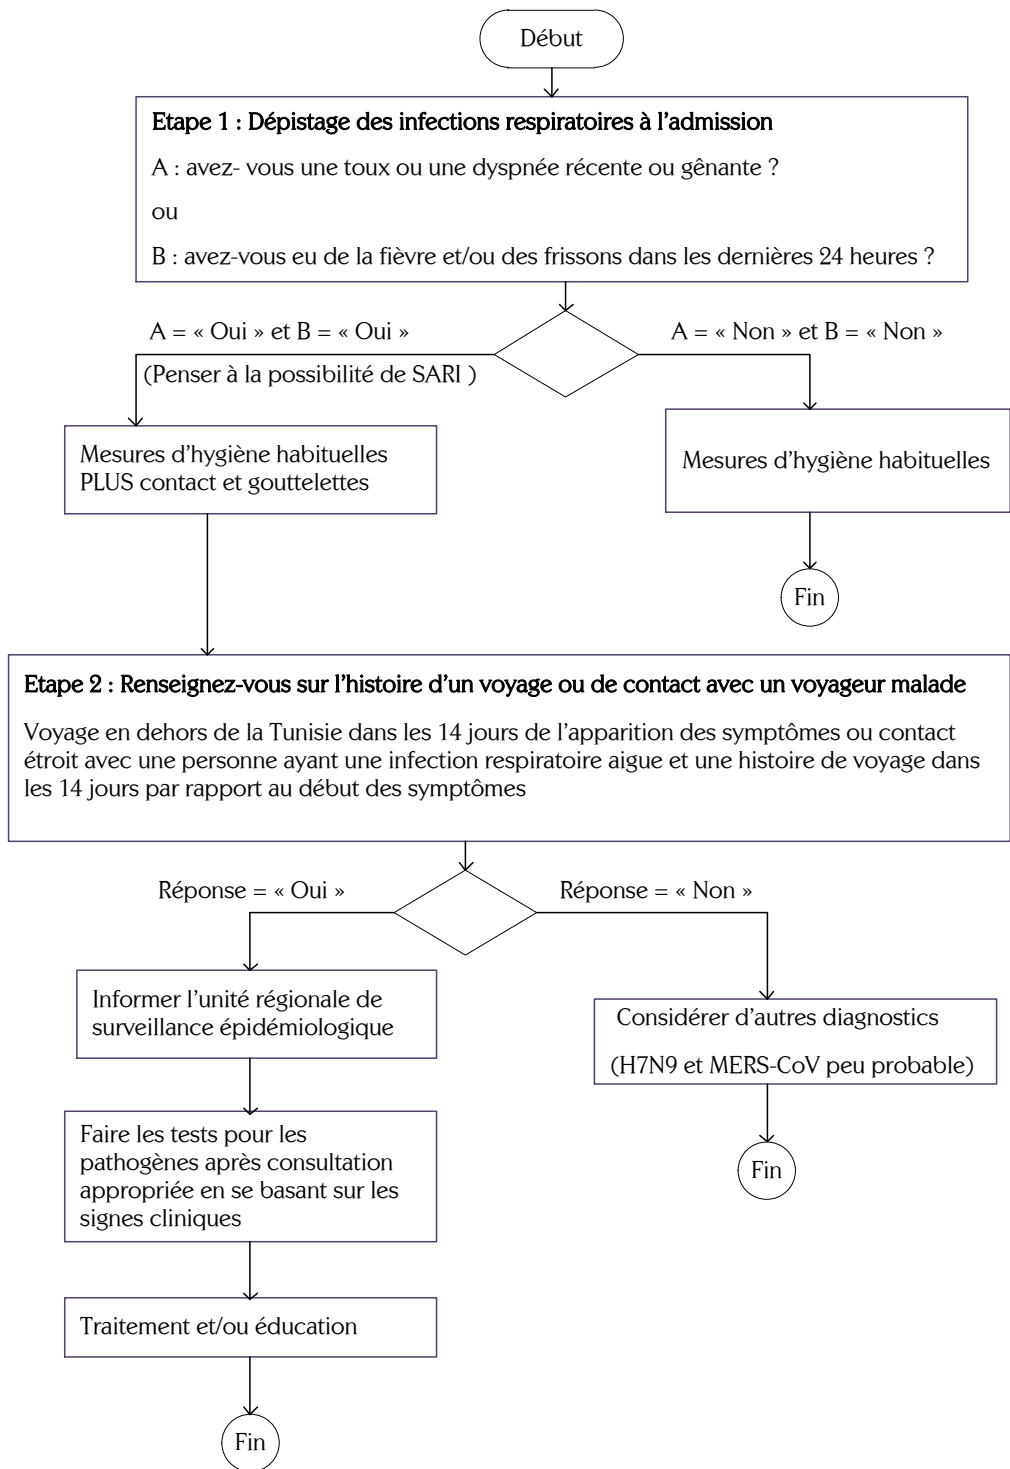 Début
Etape 1 : Dépistage des infections respiratoires à l'admission
A : avez- vous une toux ou une dyspnée récente ou gênante ?
ou
B : avez-vous eu de la fièvre et/ou des frissons dans les dernières 24 heures ?
A = « Oui » et B = « Oui »
(Penser à la possibilité de SARI )
A = « Non » et B = « Non »
Mesures d'hygiène habituelles
PLUS contact et gouttelettes
Mesures d'hygiène habituelles
Fin
Etape 2 : Renseignez-vous sur l'histoire d'un voyage ou de contact avec un voyageur malade
Voyage en dehors de la Tunisie dans les 14 jours de l'apparition des symptômes ou contact
étroit avec une personne ayant une infection respiratoire aigue et une histoire de voyage dans
les 14 jours par rapport au début des symptômes
Réponse = « Oui »
Réponse = « Non »
Informer l'unité régionale de
surveillance épidémiologique
Considérer d'autres diagnostics
(H7N9 et MERS-CoV peu probable)
Faire les tests pour les
pathogènes après consultation
appropriée en se basant sur les
signes cliniques
Fin
Traitement et/ou éducation
Fin